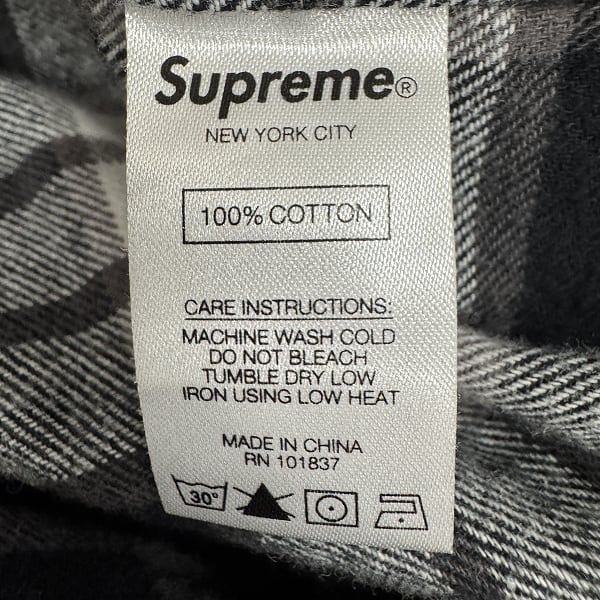 Supreme®
NEW YORK CITY
100% COTTON
CARE INSTRUCTIONS:
MACHINE WASH COLD
DO NOT BLEACH
TUMBLE DRY LOW
IRON USING LOW HEAT
MADE IN CHINA
RN 101837
30°